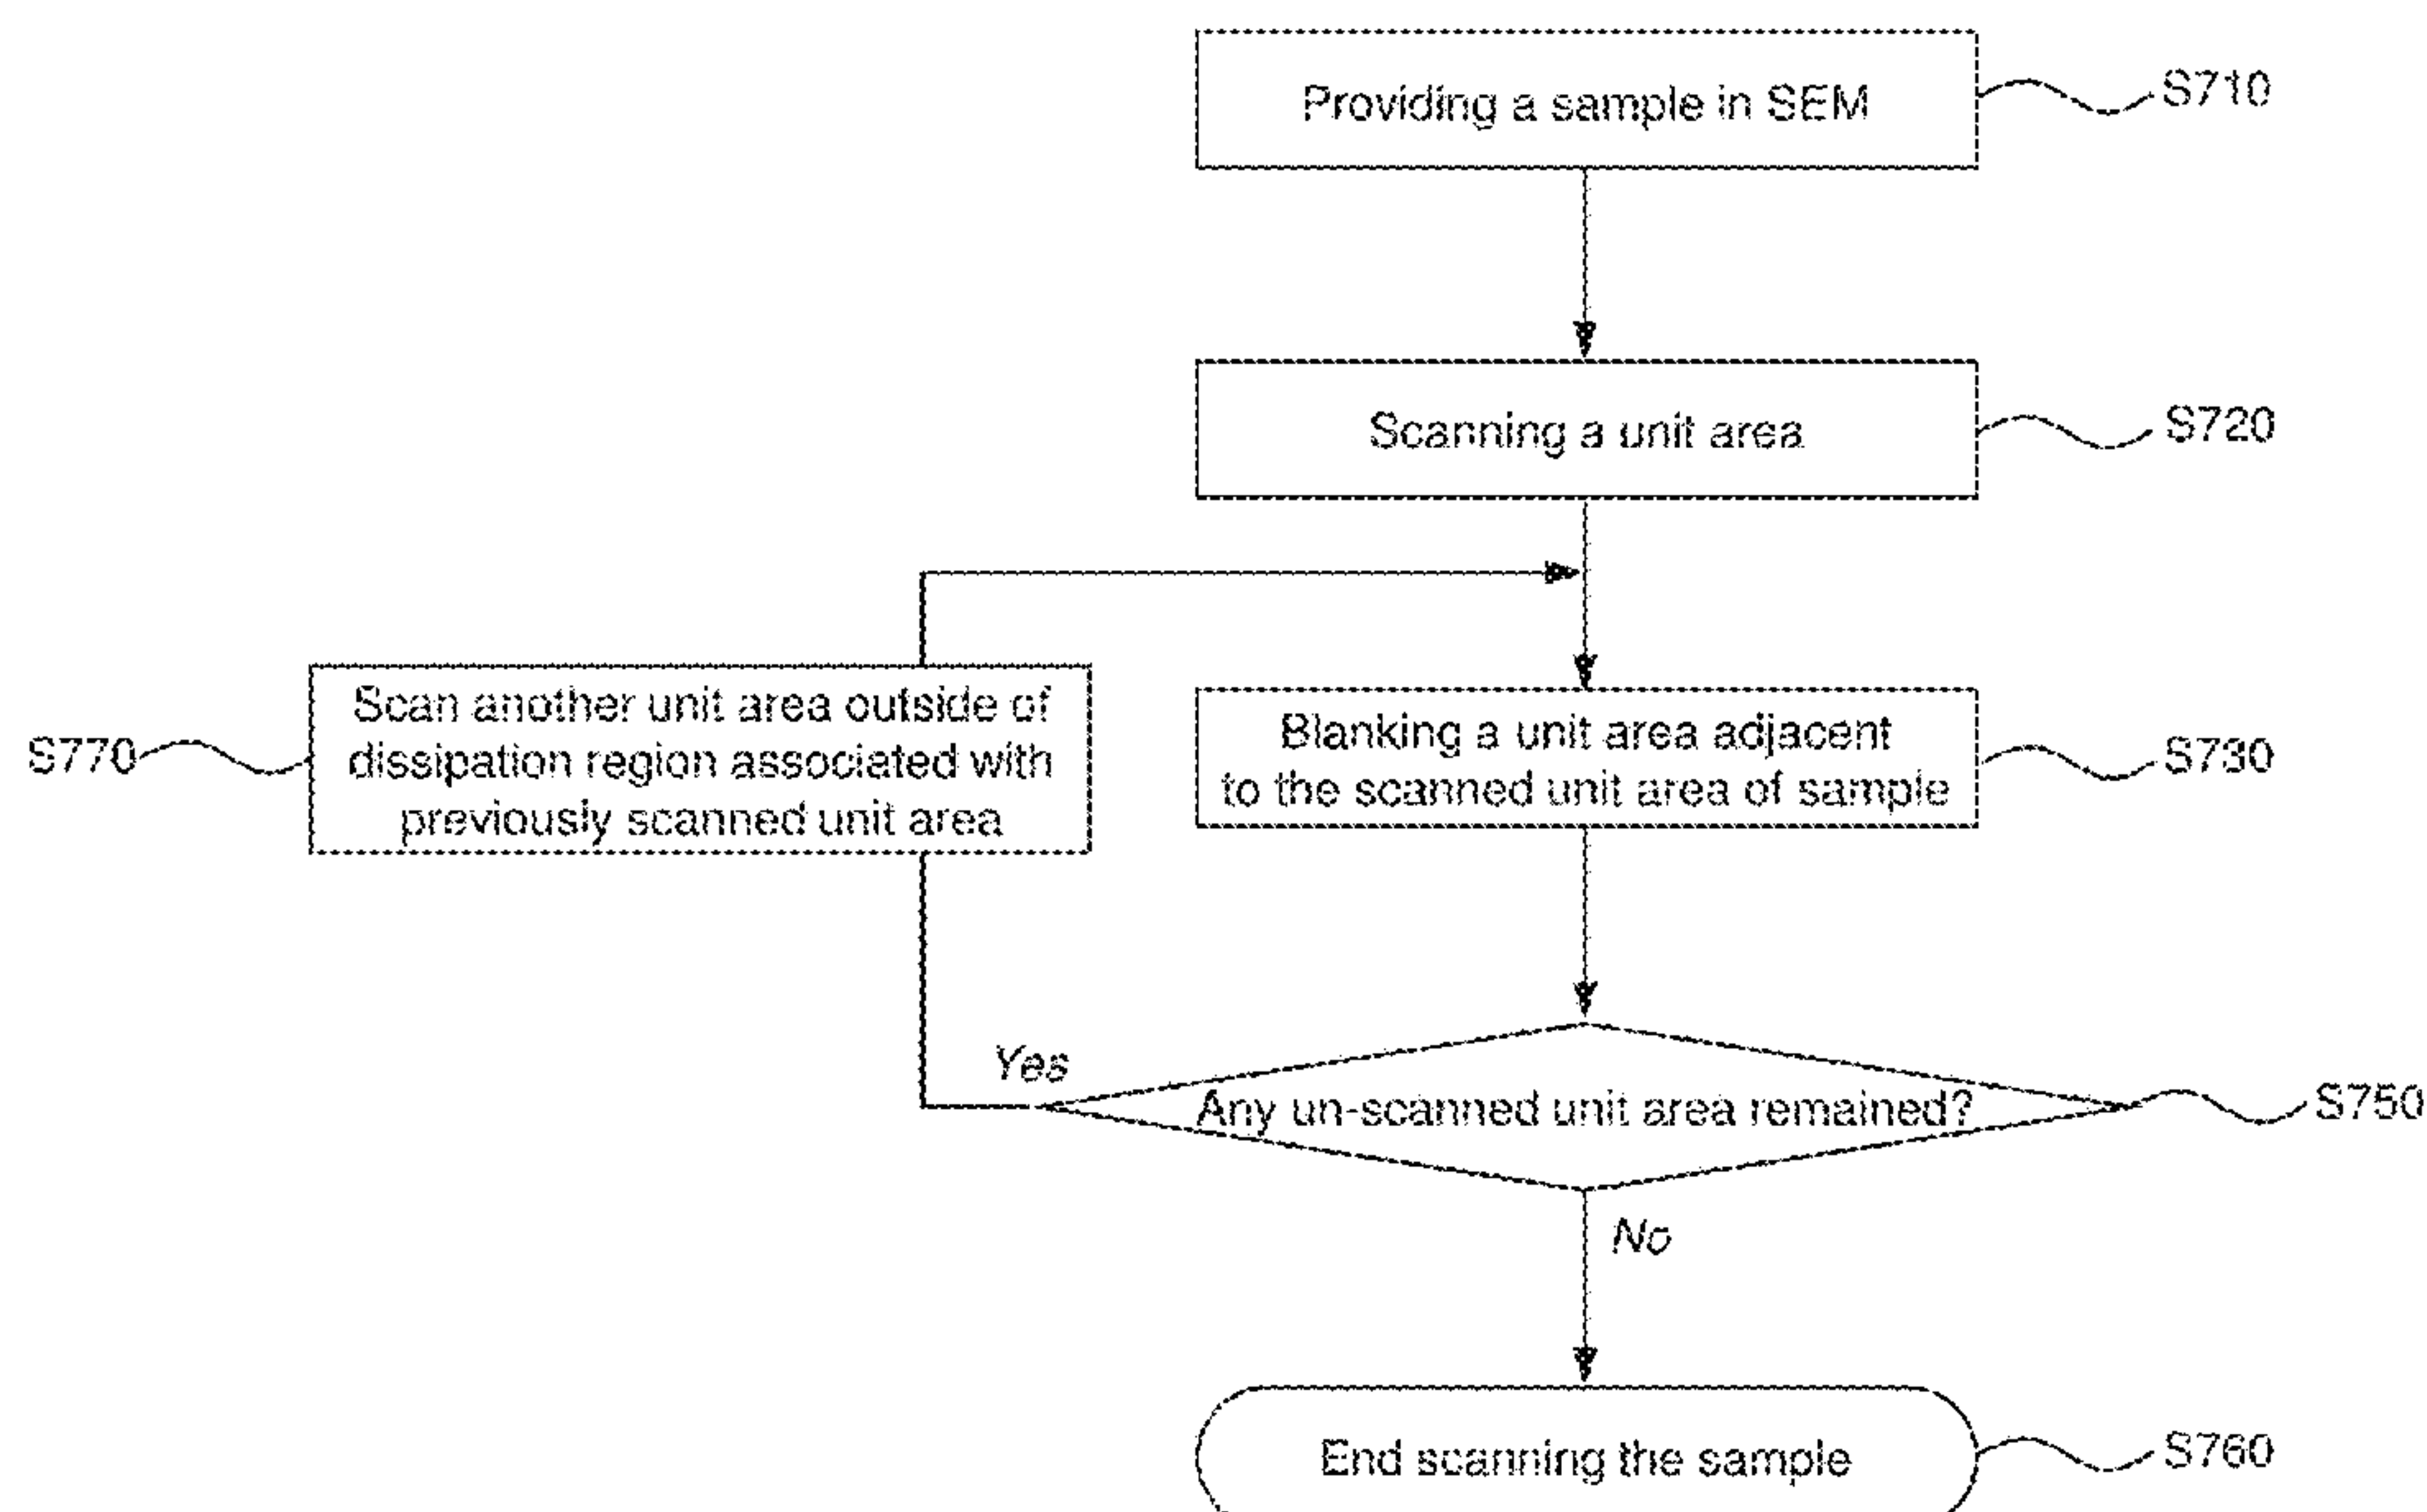 Providing a sample in SEM
S710
Scanning a unit area
S720
Scan another unit area outside of
dissipation region associated with
previously scanned unit area
S770
Blanking a unit area adjacent
to the scanned unit area of sample
S730
Yes
Any un-scanned unit area remained?
S750
No
End scanning the sample
S760